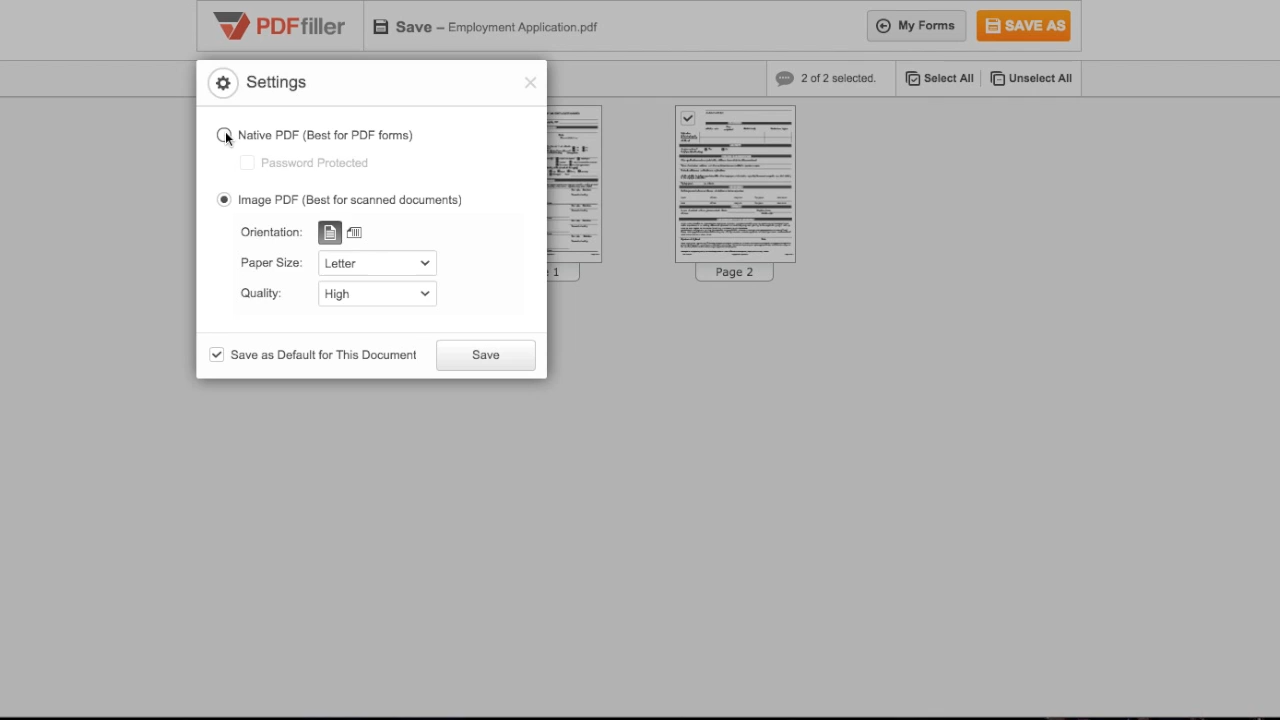 PDFfiller
Save – Employment Application.pdf
My Forms
SAVE AS
2 of 2 selected.
Select All
Unselect All
Settings
Native PDF (Best for PDF forms)
Password Protected
Image PDF (Best for scanned documents)
Orientation:
Paper Size: Letter
Quality: High
Save as Default for This Document
Save
e 1
Page 2